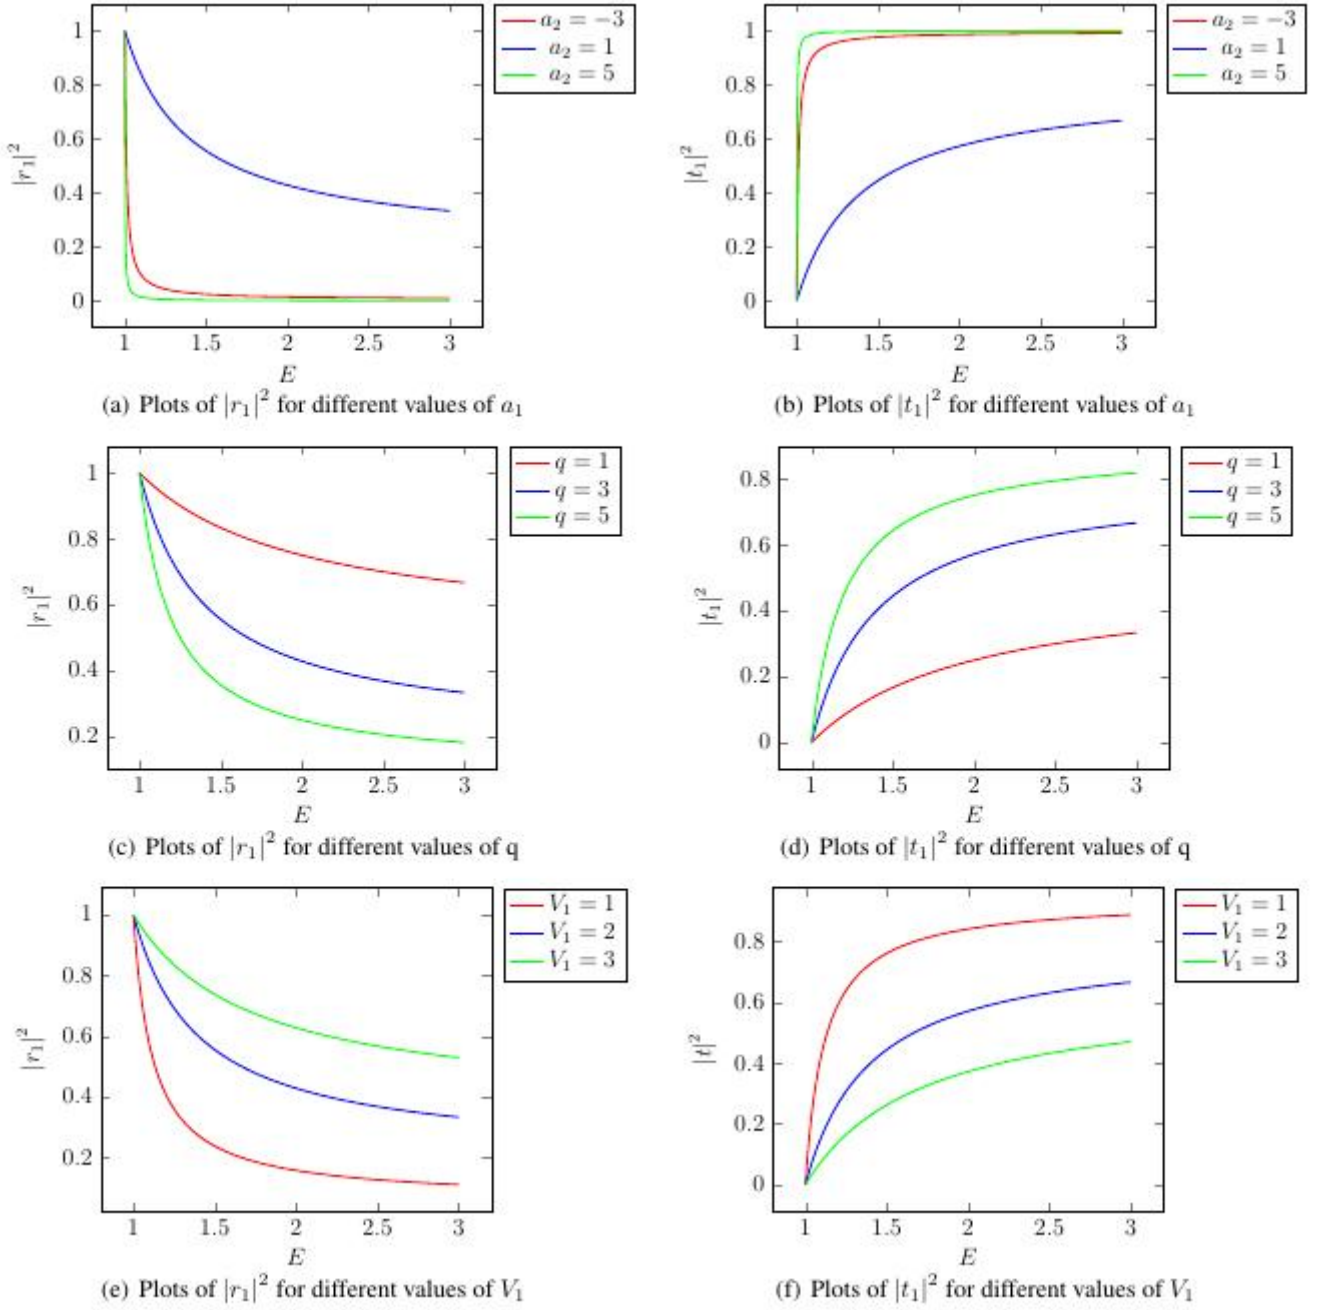 1
0.8
0.6
0.4
0.2
0
|r₁|²
1 1.5 2 2.5 3
E
a₂ = −3
a₂ = 1
a₂ = 5
(a) Plots of |r₁|² for different values of a₁
1
0.8
0.6
0.4
0.2
0
|t₁|²
1 1.5 2 2.5 3
E
a₂ = −3
a₂ = 1
a₂ = 5
(b) Plots of |t₁|² for different values of a₁
1
0.8
0.6
0.4
0.2
|r₁|²
1 1.5 2 2.5 3
E
q = 1
q = 3
q = 5
(c) Plots of |r₁|² for different values of q
0.8
0.6
0.4
0.2
0
|t₁|²
1 1.5 2 2.5 3
E
q = 1
q = 3
q = 5
(d) Plots of |t₁|² for different values of q
1
0.8
0.6
0.4
0.2
|r₁|²
1 1.5 2 2.5 3
E
V₁ = 1
V₁ = 2
V₁ = 3
(e) Plots of |r₁|² for different values of V₁
0.8
0.6
0.4
0.2
0
|t|²
1 1.5 2 2.5 3
E
V₁ = 1
V₁ = 2
V₁ = 3
(f) Plots of |t₁|² for different values of V₁